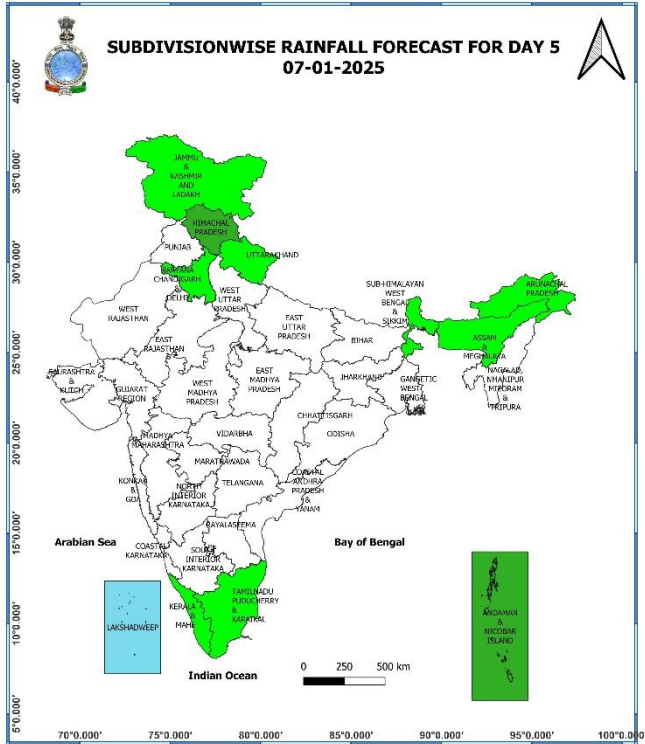 SUBDIVISIONWISE RAINFALL FORECAST FOR DAY 5
07-01-2025
JAMMU
&
KASHMIR
AND
LADAKH
HIMACHAL
PRADESH
PUNJAB
UTTARAKHAND
HARYANA
CHANDIGARH
&
DELHI
WEST
UTTAR
PRADESH
SUB-HIMALAYAN
WEST
BENGAL
&
SIKKIM
ARUNACHAL
PRADESH
WEST
RAJASTHAN
EAST
RAJASTHAN
EAST
UTTAR
PRADESH
BIHAR
ASSAM
&
MEGHALAYA
SAURASHTRA
&
KUTCH
GUJARAT
REGION
WEST
MADHYA
PRADESH
EAST
MADHYA
PRADESH
JHARKHAND
GANGETIC
WEST
BENGAL
NAGALAD,
NMANIPUR
MIZORAM
&
TRIPURA
CHHATTISGARH
ODISHA
MADHYA
MAHARASHTRA
VIDARBHA
MARATHWADA
TELANGANA
KONKAN
&
GOA
NORTH
INTERIOR
KARNATAKA
COASTAL
ANDHRA
PRADESH
&
YANAM
RAYALASEEMA
Arabian Sea
COASTAL
KARNATAKA
SOUTH
INTERIOR
KARNATAKA
Bay of Bengal
LAKSHADWEEP
KERALA
&
MAHE
TAMILNADU
PUDUCHERRY
&
KARAIKAL
ANDAMAN
&
NICOBAR
ISLAND
Indian Ocean
0 250 500 km
40°0.000'
35°0.000'
30°0.000'
25°0.000'
20°0.000'
15°0.000'
10°0.000'
5°0.000'
70°0.000' 75°0.000' 80°0.000' 85°0.000' 90°0.000' 95°0.000' 100°0.000'